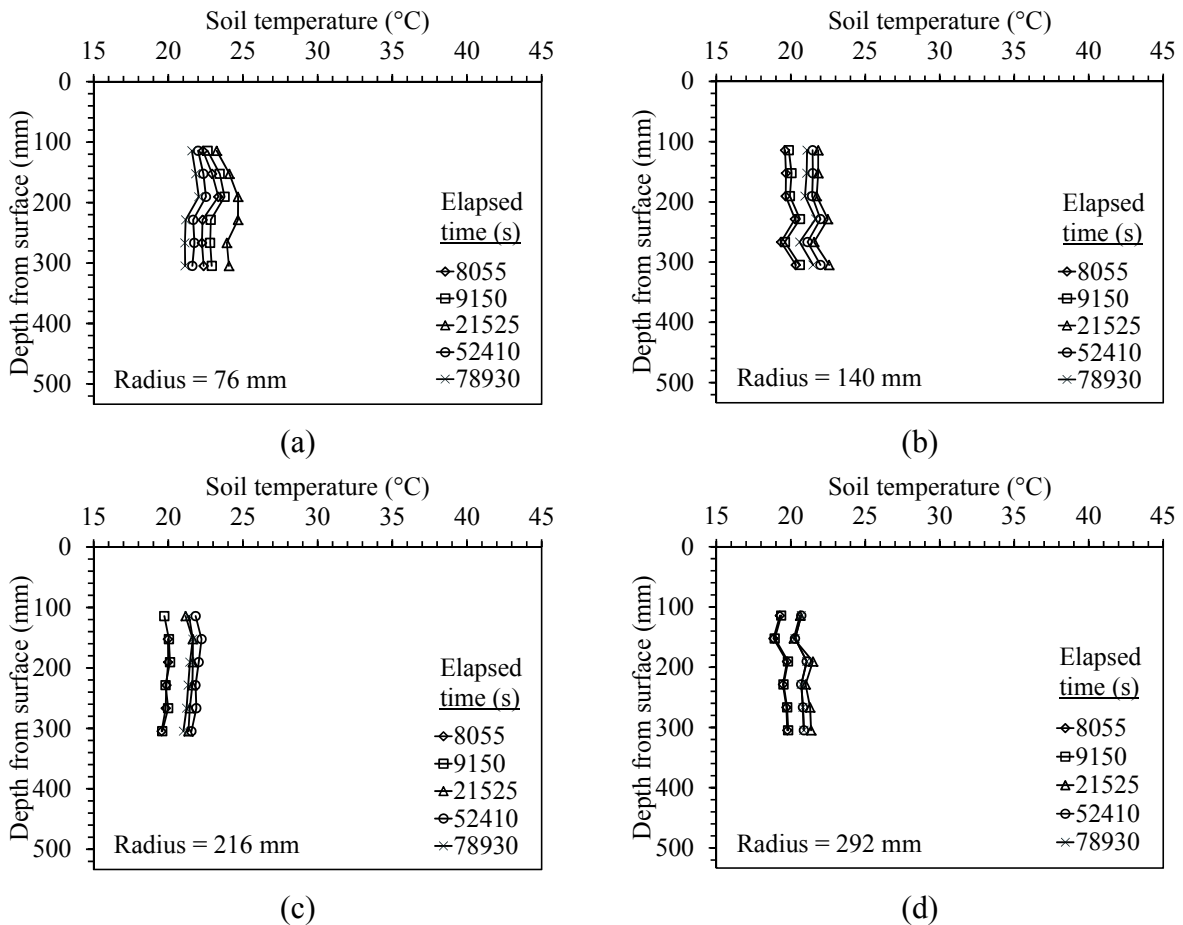 Soil temperature (°C)
15 20 25 30 35 40 45
0
100
200
300
400
500
Depth from surface (mm)
Elapsed
time (s)
8055
9150
21525
52410
78930
Radius = 76 mm
(a)
Soil temperature (°C)
15 20 25 30 35 40 45
0
100
200
300
400
500
Depth from surface (mm)
Elapsed
time (s)
8055
9150
21525
52410
78930
Radius = 140 mm
(b)
Soil temperature (°C)
15 20 25 30 35 40 45
0
100
200
300
400
500
Depth from surface (mm)
Elapsed
time (s)
8055
9150
21525
52410
78930
Radius = 216 mm
(c)
Soil temperature (°C)
15 20 25 30 35 40 45
0
100
200
300
400
500
Depth from surface (mm)
Elapsed
time (s)
8055
9150
21525
52410
78930
Radius = 292 mm
(d)